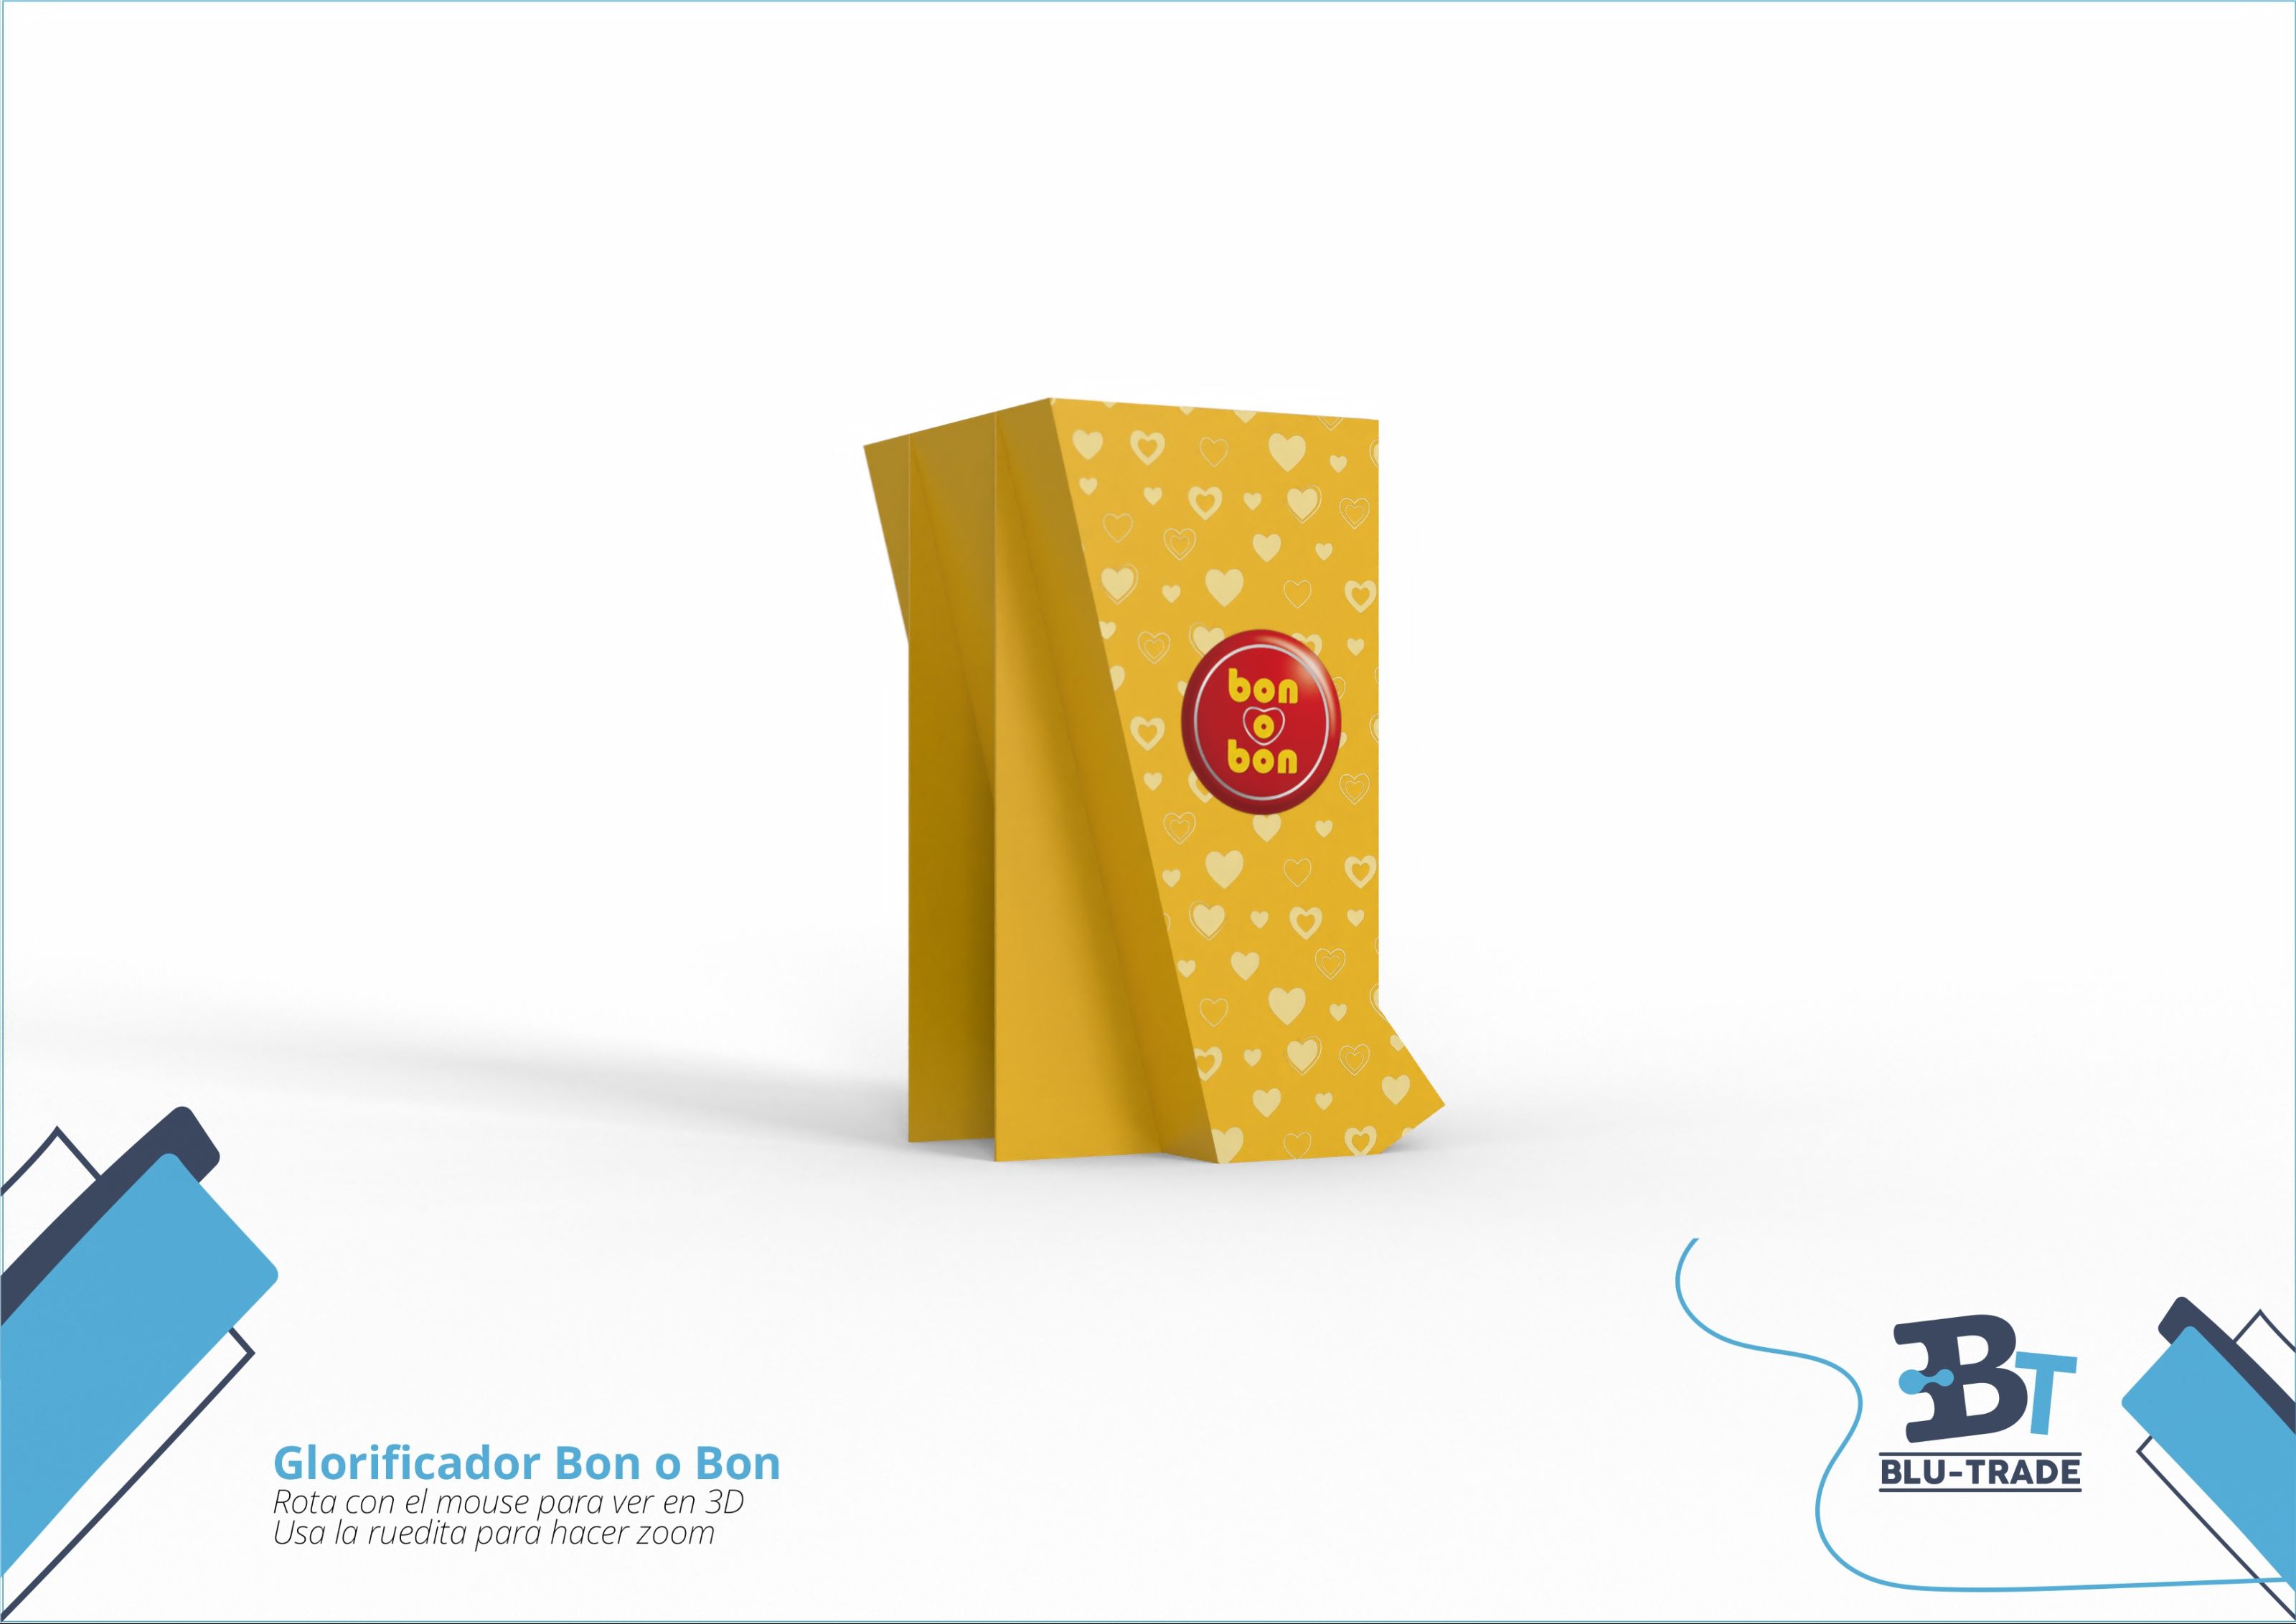 bon
o
bon
Glorificador Bon o Bon
Rota con el mouse para ver en 3D
Usa la ruedita para hacer zoom
BT
BLU-TRADE